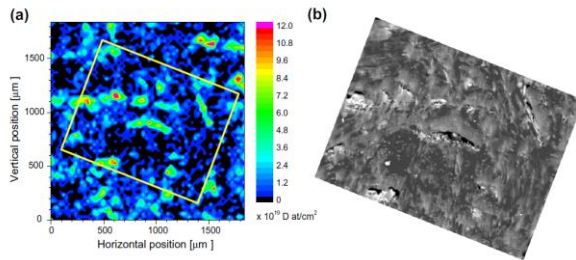 (a)
(b)
12.0
10.8
9.6
8.4
7.2
6.0
4.8
3.6
2.4
1.2
0
x 10¹⁹ D at/cm²
Vertical position [µm]
1500
1000
500
0
0 500 1000 1500
Horizontal position [µm]